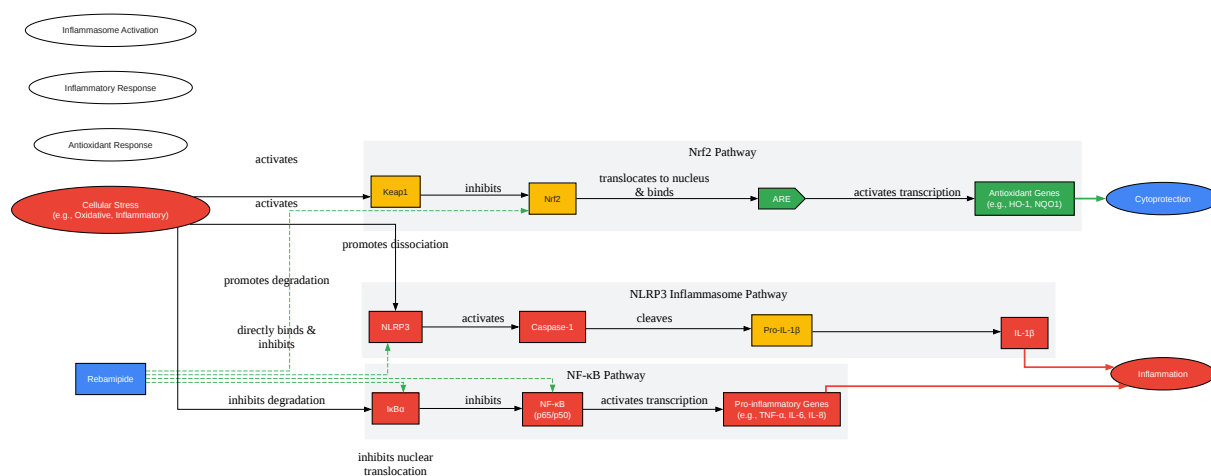 Inflammasome Activation
Inflammatory Response
Antioxidant Response
activates
Nrf2 Pathway
Cellular Stress
(e.g., Oxidative, Inflammatory)
activates
Keap1
inhibits
Nrf2
translocates to nucleus
& binds
ARE
activates transcription
Antioxidant Genes
(e.g., HO-1, NQO1)
Cytoprotection
promotes dissociation
promotes degradation
NLRP3 Inflammasome Pathway
directly binds &
inhibits
NLRP3
activates
Caspase-1
cleaves
Pro-IL-1β
IL-1β
Rebamipide
NF-κB Pathway
Inflammation
inhibits degradation
IκBα
inhibits
NF-κB
(p65/p50)
activates transcription
Pro-inflammatory Genes
(e.g., TNF-α, IL-6, IL-8)
inhibits nuclear
translocation